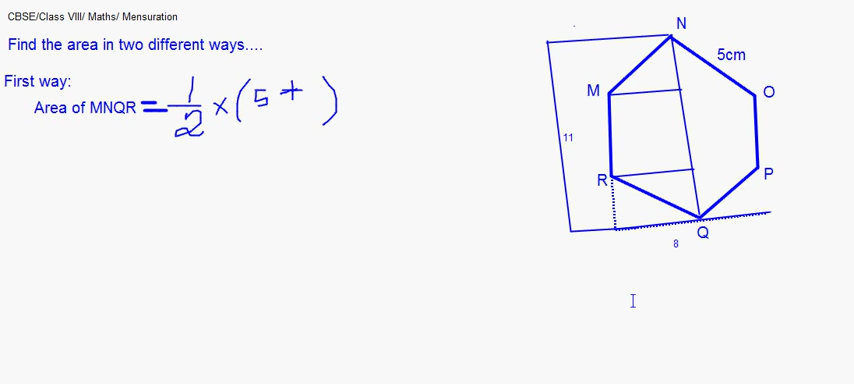 CBSE/Class VIII/ Maths/ Mensuration
Find the area in two different ways....
First way:
Area of MNQR = 1/2 × (5 + )
N
5cm
M
O
11
R
P
Q
8